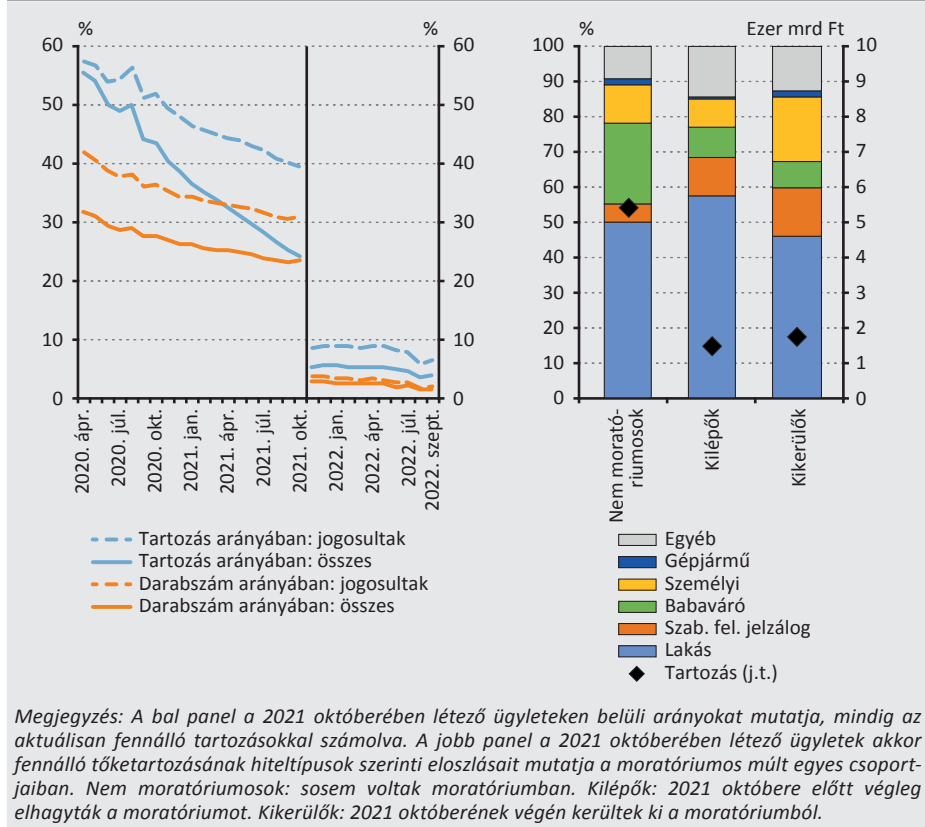 %
%
60
60
50
50
40
40
30
30
20
20
10
10
0
0
2020. ápr.
2020. júl.
2020. okt.
2021. jan.
2021. ápr.
2021. júl.
2021. okt.
2022. jan.
2022. ápr.
2022. júl.
2022. szept.
Tartozás arányában: jogosultak
Tartozás arányában: összes
Darabszám arányában: jogosultak
Darabszám arányában: összes
%
Ezer mrd Ft
100
10
90
9
80
8
70
7
60
6
50
5
40
4
30
3
20
2
10
1
0
0
Nem morató-
riumosok
Kilépők
Kikerülők
Egyéb
Gépjármű
Személyi
Babaváró
Szab. fel. jelzálog
Lakás
Tartozás (j.t.)
Megjegyzés: A bal panel a 2021 októberében létező ügyleteken belüli arányokat mutatja, mindig az
aktuálisan fennálló tartozásokkal számolva. A jobb panel a 2021 októberében létező ügyletek akkor
fennálló tőketartozásának hiteltípusok szerinti eloszlásait mutatja a moratóriumos múlt egyes csoport-
jaiban. Nem moratóriumosok: sosem voltak moratóriumban. Kilépők: 2021 októbere előtt végleg
elhagyták a moratóriumot. Kikerülők: 2021 októberének végén kerültek ki a moratóriumból.